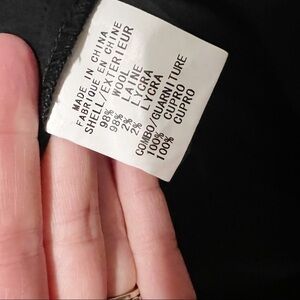 MADE IN CHINA
FABRIQUE EN CHINE
SHELL/EXTERIEUR
98% WOOL
98% LAINE
2% LYCRA
2% LYCRA
COMBO/GUARNITURE
100% CUPRO
100% CUPRO